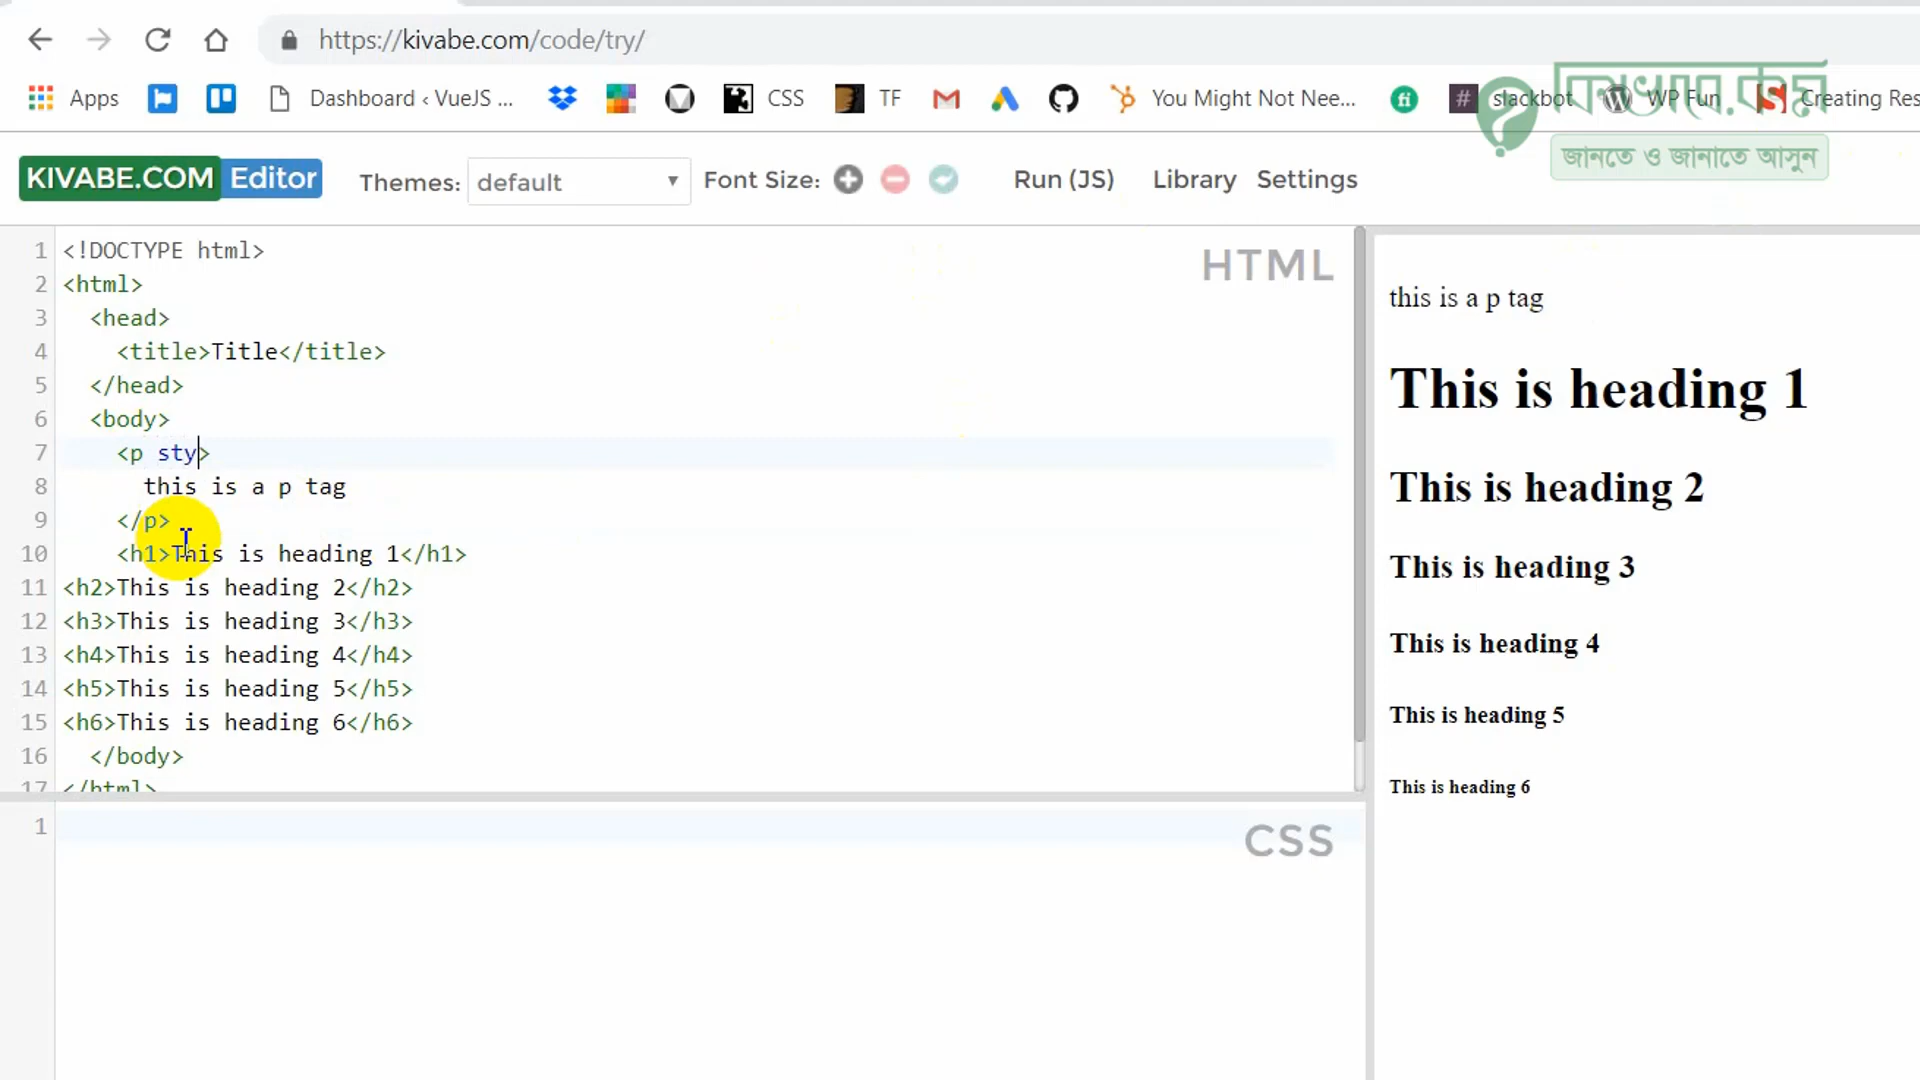 https://kivabe.com/code/try/
Apps
Dashboard ‹ VueJS ...
CSS
TF
You Might Not Nee...
slackbot
WP Fun
Creating Res
জানতে ও জানাতে আসুন
KIVABE.COM Editor
Themes: default
Font Size:
Run (JS)
Library
Settings
HTML
1 <!DOCTYPE html>
2 <html>
3 <head>
4 <title>Title</title>
5 </head>
6 <body>
7 <p sty>
8 this is a p tag
9 </p>
10 <h1>This is heading 1</h1>
11 <h2>This is heading 2</h2>
12 <h3>This is heading 3</h3>
13 <h4>This is heading 4</h4>
14 <h5>This is heading 5</h5>
15 <h6>This is heading 6</h6>
16 </body>
17 </html>
1
CSS
this is a p tag
This is heading 1
This is heading 2
This is heading 3
This is heading 4
This is heading 5
This is heading 6